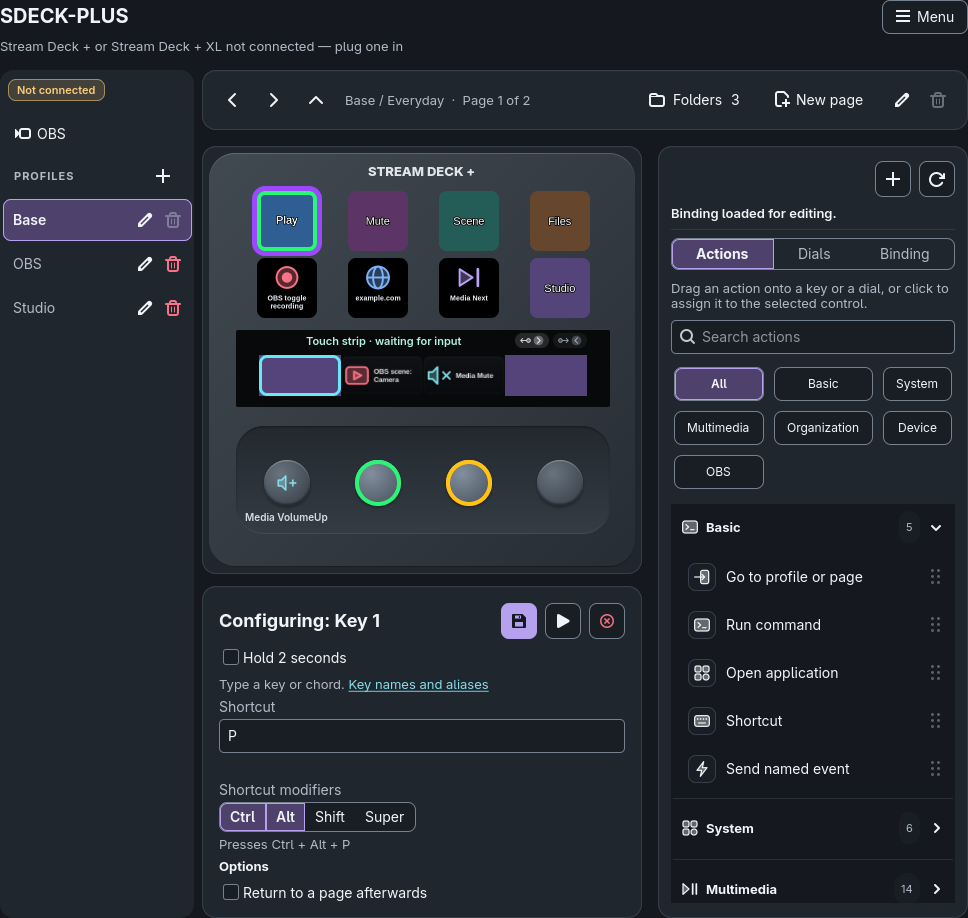 SDECK-PLUS
Menu
Stream Deck + or Stream Deck + XL not connected — plug one in
Not connected
OBS
PROFILES
Base
OBS
Studio
Base / Everyday · Page 1 of 2
Folders 3
New page
STREAM DECK +
Play
Mute
Scene
Files
OBS toggle
recording
example.com
Media Next
Studio
Touch strip · waiting for input
OBS scene:
Camera
Media Mute
Media VolumeUp
Configuring: Key 1
Hold 2 seconds
Type a key or chord. Key names and aliases
Shortcut
P
Shortcut modifiers
Ctrl
Alt
Shift
Super
Presses Ctrl + Alt + P
Options
Return to a page afterwards
Binding loaded for editing.
Actions
Dials
Binding
Drag an action onto a key or a dial, or click to
assign it to the selected control.
Search actions
All
Basic
System
Multimedia
Organization
Device
OBS
Basic 5
Go to profile or page
Run command
Open application
Shortcut
Send named event
System 6
Multimedia 14